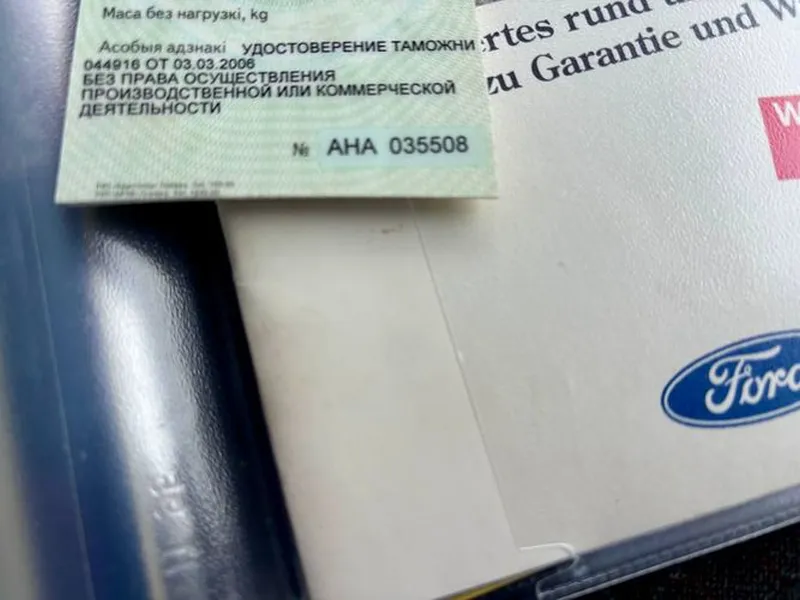 Маса без нагрузкі, kg
Асобыя адзнакі УДОСТОВЕРЕНИЕ ТАМОЖНИ
044916 ОТ 03.03.2006
БЕЗ ПРАВА ОСУЩЕСТВЛЕНИЯ
ПРОИЗВОДСТВЕННОЙ ИЛИ КОММЕРЧЕСКОЙ
ДЕЯТЕЛЬНОСТИ
№ АНА 035508
rtes rund
zu Garantie und W
W
Ford